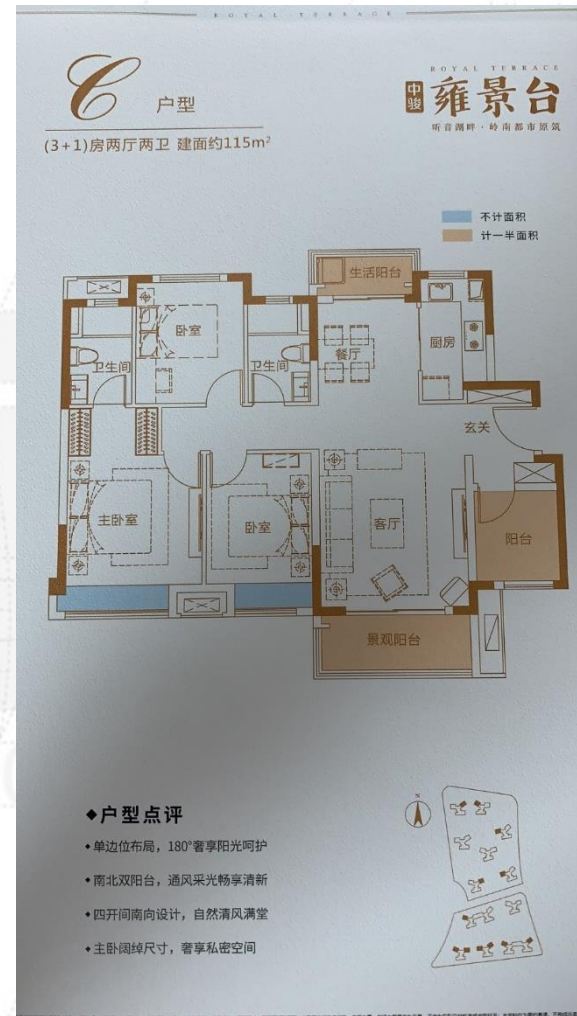 ROYAL TERRACE
C 户型
(3+1)房两厅两卫 建面约115m²
ROYAL TERRACE
中骏 雍景台
听音湖畔·岭南都市原筑
不计面积
计一半面积
生活阳台
卧室
餐厅
厨房
卫生间
卫生间
玄关
主卧室
卧室
客厅
阳台
景观阳台
N
◆户型点评
◆单边位布局，180°奢享阳光呵护
◆南北双阳台，通风采光畅享清新
◆四开间南向设计，自然清风满堂
◆主卧阔绰尺寸，奢享私密空间